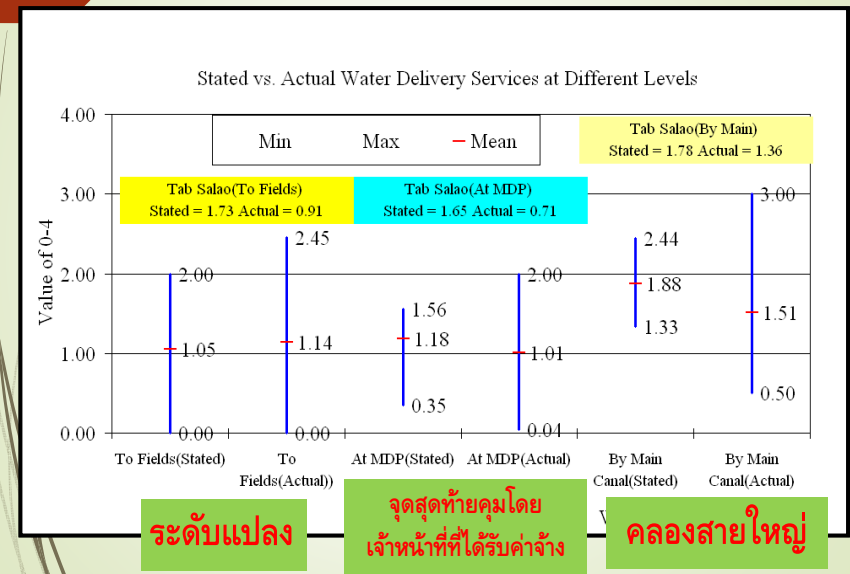 Stated vs. Actual Water Delivery Services at Different Levels
4.00
Min Max Mean
Tab Salao(By Main)
Stated = 1.78 Actual = 1.36
3.00
3.00
Tab Salao(To Fields)
Stated = 1.73 Actual = 0.91
Tab Salao(At MDP)
Stated = 1.65 Actual = 0.71
Value of 0-4
2.45
2.44
2.00
2.00
2.00
1.88
1.56
1.51
1.18
1.14
1.05
1.01
1.33
1.00
0.50
0.35
0.04
0.00
0.00
0.00
To Fields(Stated)
To
Fields(Actual))
At MDP(Stated)
At MDP(Actual)
By Main
Canal(Stated)
By Main
Canal(Actual)
ระดับแปลง
จุดสุดท้ายคุมโดย
เจ้าหน้าที่ที่ได้รับค่าจ้าง
คลองสายใหญ่